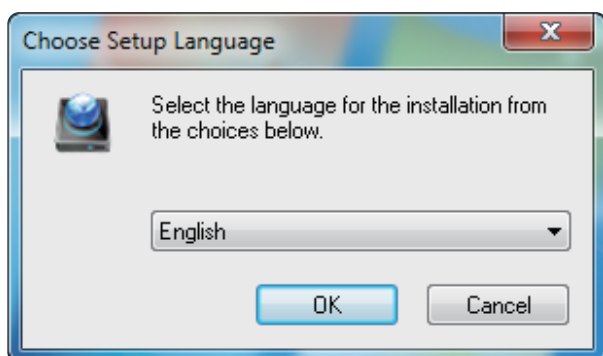 Choose Setup Language
Select the language for the installation from
the choices below.
English
OK
Cancel